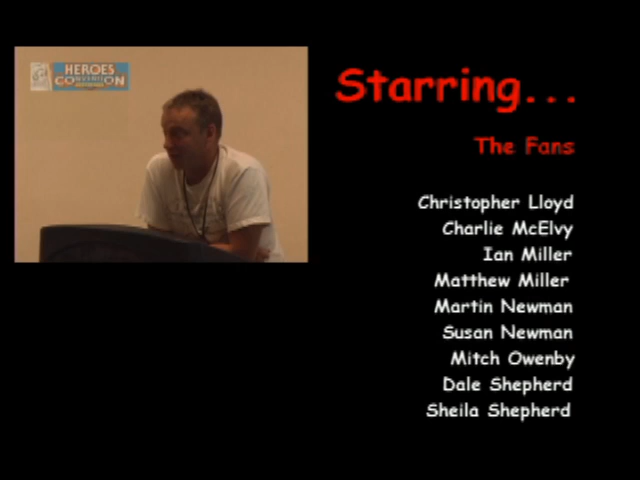 HEROES
CONVENTION
Starring...
The Fans
Christopher Lloyd
Charlie McElvy
Ian Miller
Matthew Miller
Martin Newman
Susan Newman
Mitch Owenby
Dale Shepherd
Sheila Shepherd